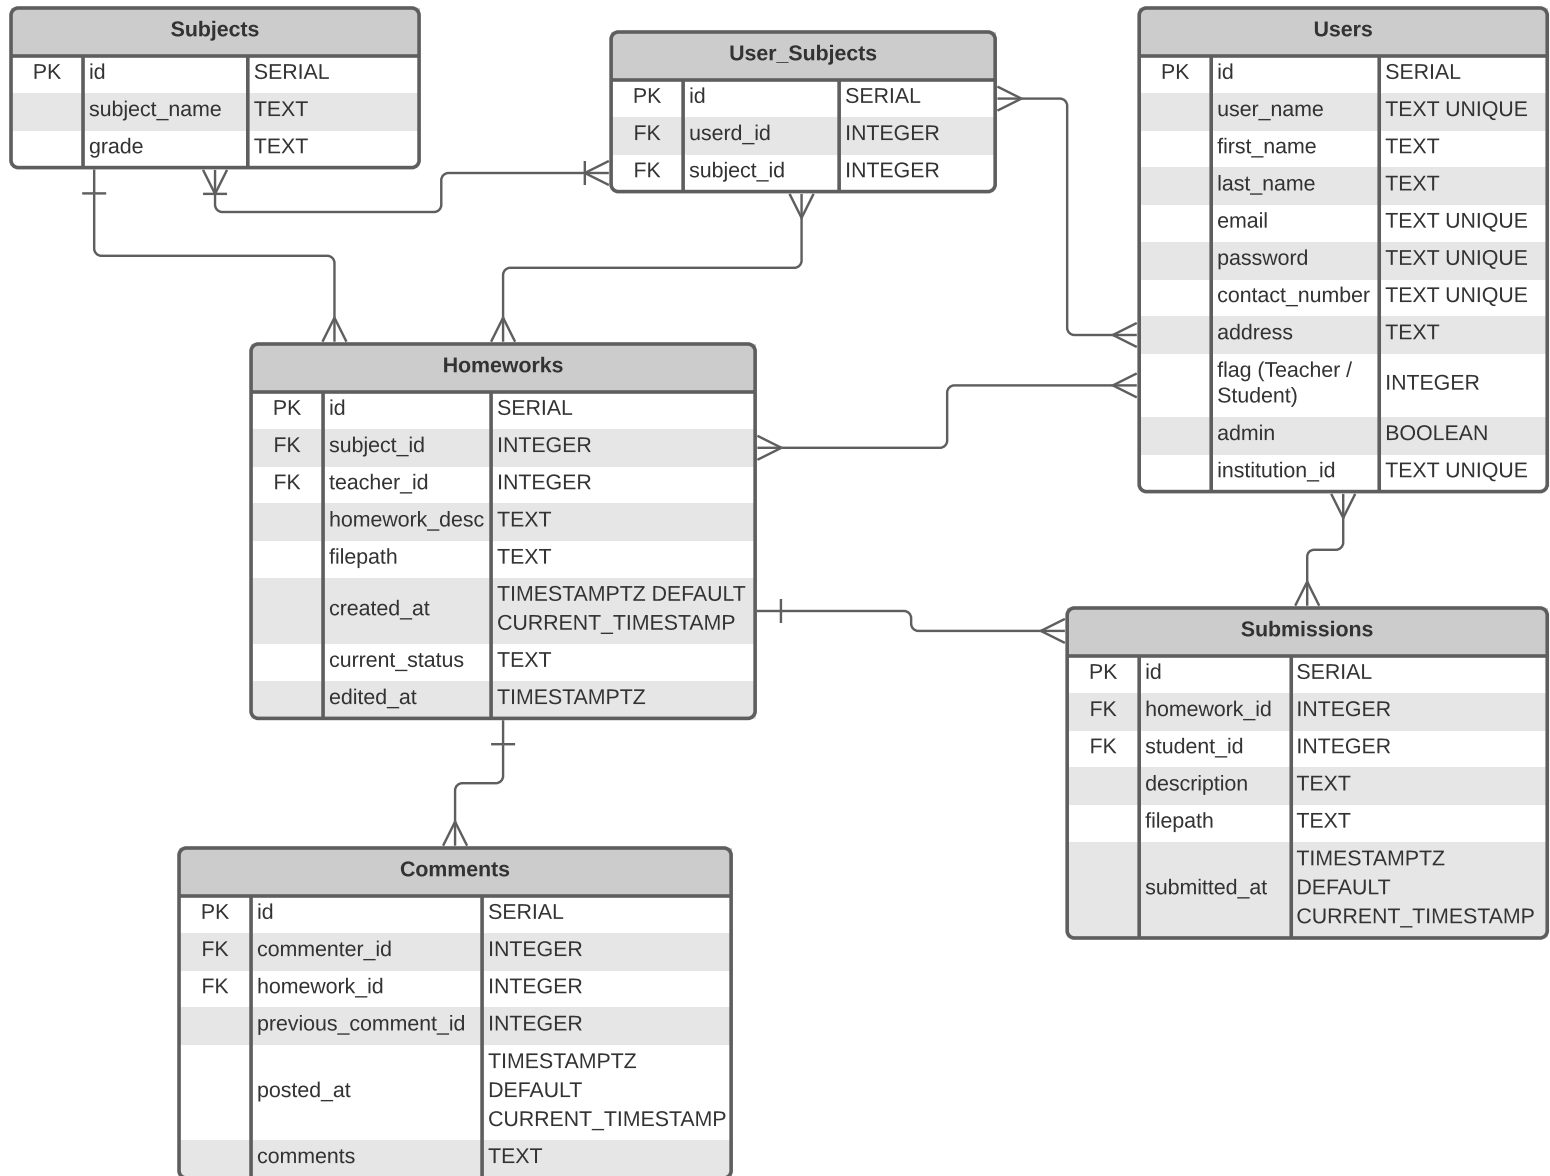 Subjects
PK id SERIAL
subject_name TEXT
grade TEXT
User_Subjects
PK id SERIAL
FK userd_id INTEGER
FK subject_id INTEGER
Users
PK id SERIAL
user_name TEXT UNIQUE
first_name TEXT
last_name TEXT
email TEXT UNIQUE
password TEXT UNIQUE
contact_number TEXT UNIQUE
address TEXT
flag (Teacher /
Student) INTEGER
admin BOOLEAN
institution_id TEXT UNIQUE
Homeworks
PK id SERIAL
FK subject_id INTEGER
FK teacher_id INTEGER
homework_desc TEXT
filepath TEXT
created_at TIMESTAMPTZ DEFAULT
CURRENT_TIMESTAMP
current_status TEXT
edited_at TIMESTAMPTZ
Submissions
PK id SERIAL
FK homework_id INTEGER
FK student_id INTEGER
description TEXT
filepath TEXT
submitted_at TIMESTAMPTZ
DEFAULT
CURRENT_TIMESTAMP
Comments
PK id SERIAL
FK commenter_id INTEGER
FK homework_id INTEGER
previous_comment_id INTEGER
posted_at TIMESTAMPTZ
DEFAULT
CURRENT_TIMESTAMP
comments TEXT